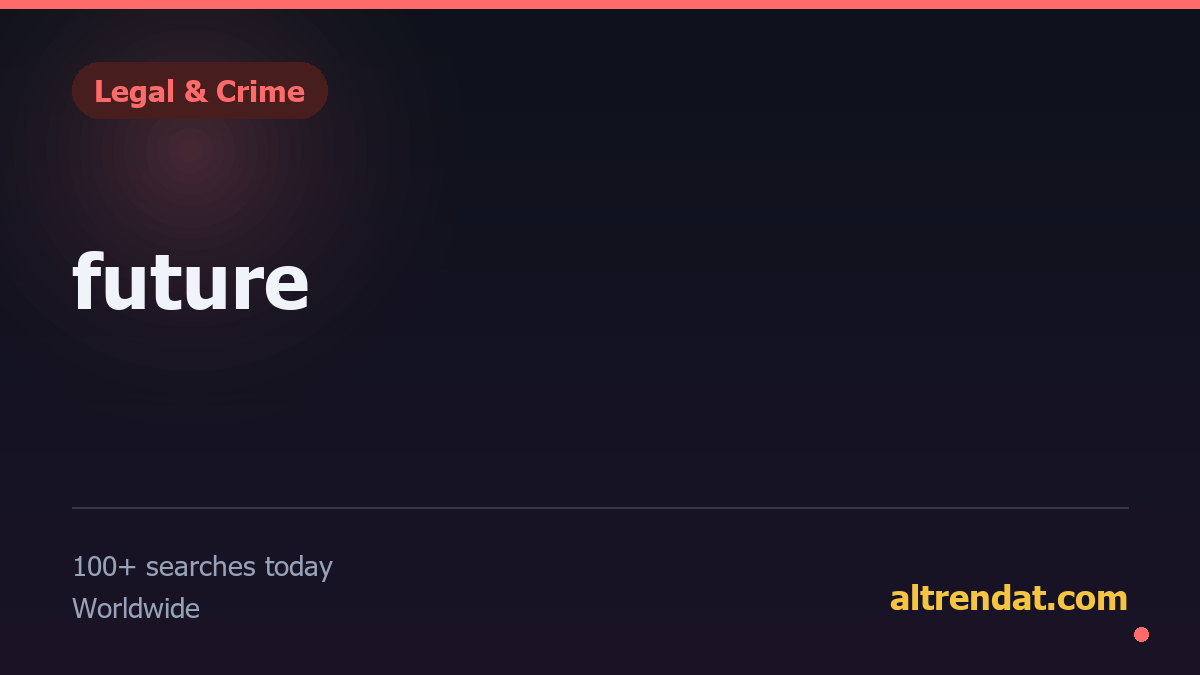 Legal & Crime
future
100+ searches today
Worldwide
altrendat.com